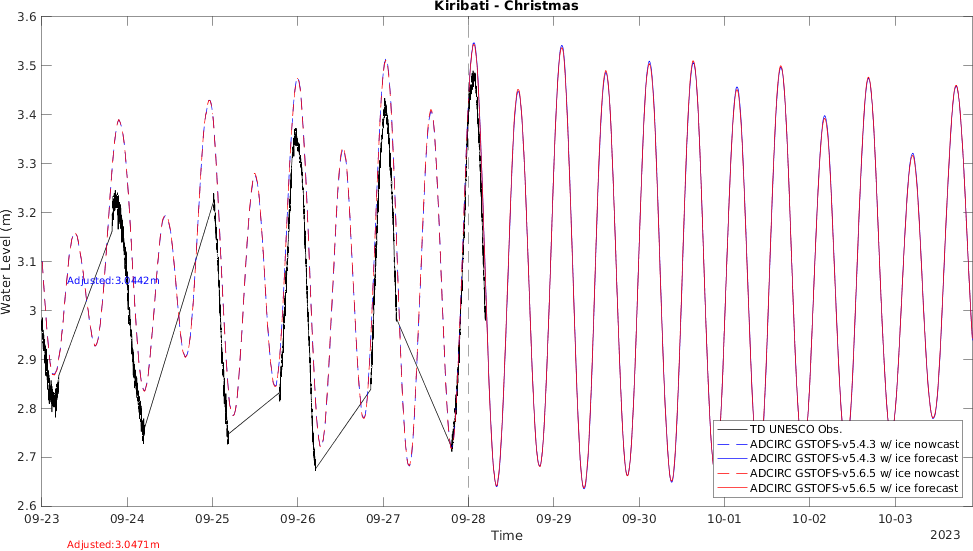 Kiribati - Christmas
3.6
3.5
3.4
3.3
3.2
3.1
3
2.9
2.8
2.7
2.6
Water Level (m)
Adjusted:3.0442m
TD UNESCO Obs.
ADCIRC GSTOFS-v5.4.3 w/ ice nowcast
ADCIRC GSTOFS-v5.4.3 w/ ice forecast
ADCIRC GSTOFS-v5.6.5 w/ ice nowcast
ADCIRC GSTOFS-v5.6.5 w/ ice forecast
09-23 09-24 09-25 09-26 09-27 09-28 09-29 09-30 10-01 10-02 10-03
Time
2023
Adjusted:3.0471m